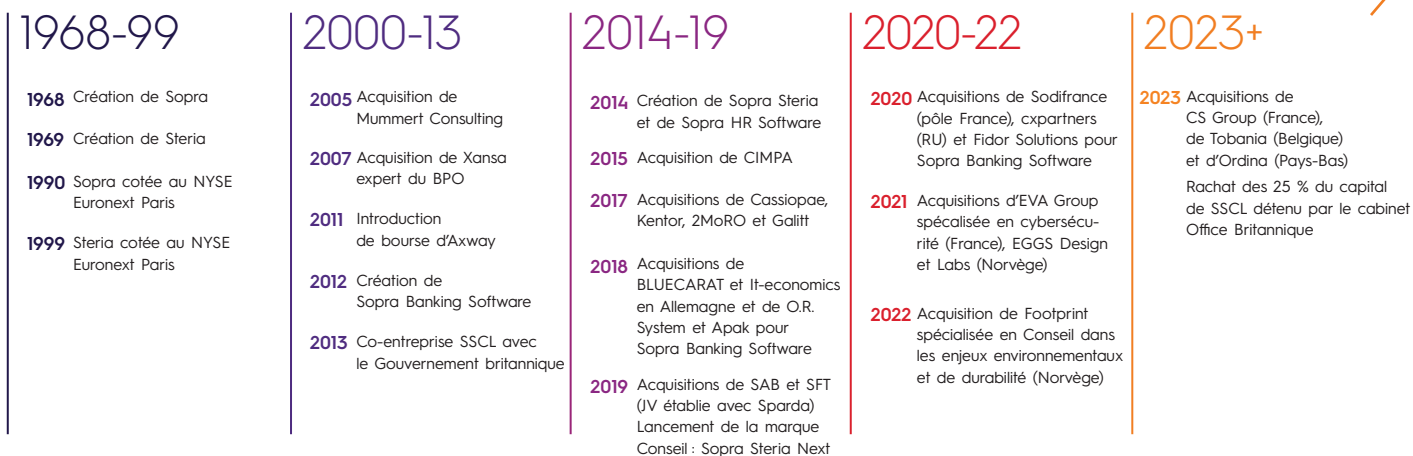 1968-99
1968 Création de Sopra
1969 Création de Steria
1990 Sopra cotée au NYSE
Euronext Paris
1999 Steria cotée au NYSE
Euronext Paris
2000-13
2005 Acquisition de
Mummert Consulting
2007 Acquisition de Xansa
expert du BPO
2011 Introduction
de bourse d'Axway
2012 Création de
Sopra Banking Software
2013 Co-entreprise SSCL avec
le Gouvernement britannique
2014-19
2014 Création de Sopra Steria
et de Sopra HR Software
2015 Acquisition de CIMPA
2017 Acquisitions de Cassiopae,
Kentor, 2MoRO et Galitt
2018 Acquisitions de
BLUECARAT et It-economics
en Allemagne et de O.R.
System et Apak pour
Sopra Banking Software
2019 Acquisitions de SAB et SFT
(JV établie avec Sparda)
Lancement de la marque
Conseil : Sopra Steria Next
2020-22
2020 Acquisitions de Sodifrance
(pôle France), cxpartners
(RU) et Fidor Solutions pour
Sopra Banking Software
2021 Acquisitions d'EVA Group
spécalisée en cybersécu-
rité (France), EGGS Design
et Labs (Norvège)
2022 Acquisition de Footprint
spécialisée en Conseil dans
les enjeux environnementaux
et de durabilité (Norvège)
2023+
2023 Acquisitions de
CS Group (France),
de Tobania (Belgique)
et d'Ordina (Pays-Bas)
Rachat des 25 % du capital
de SSCL détenu par le cabinet
Office Britannique